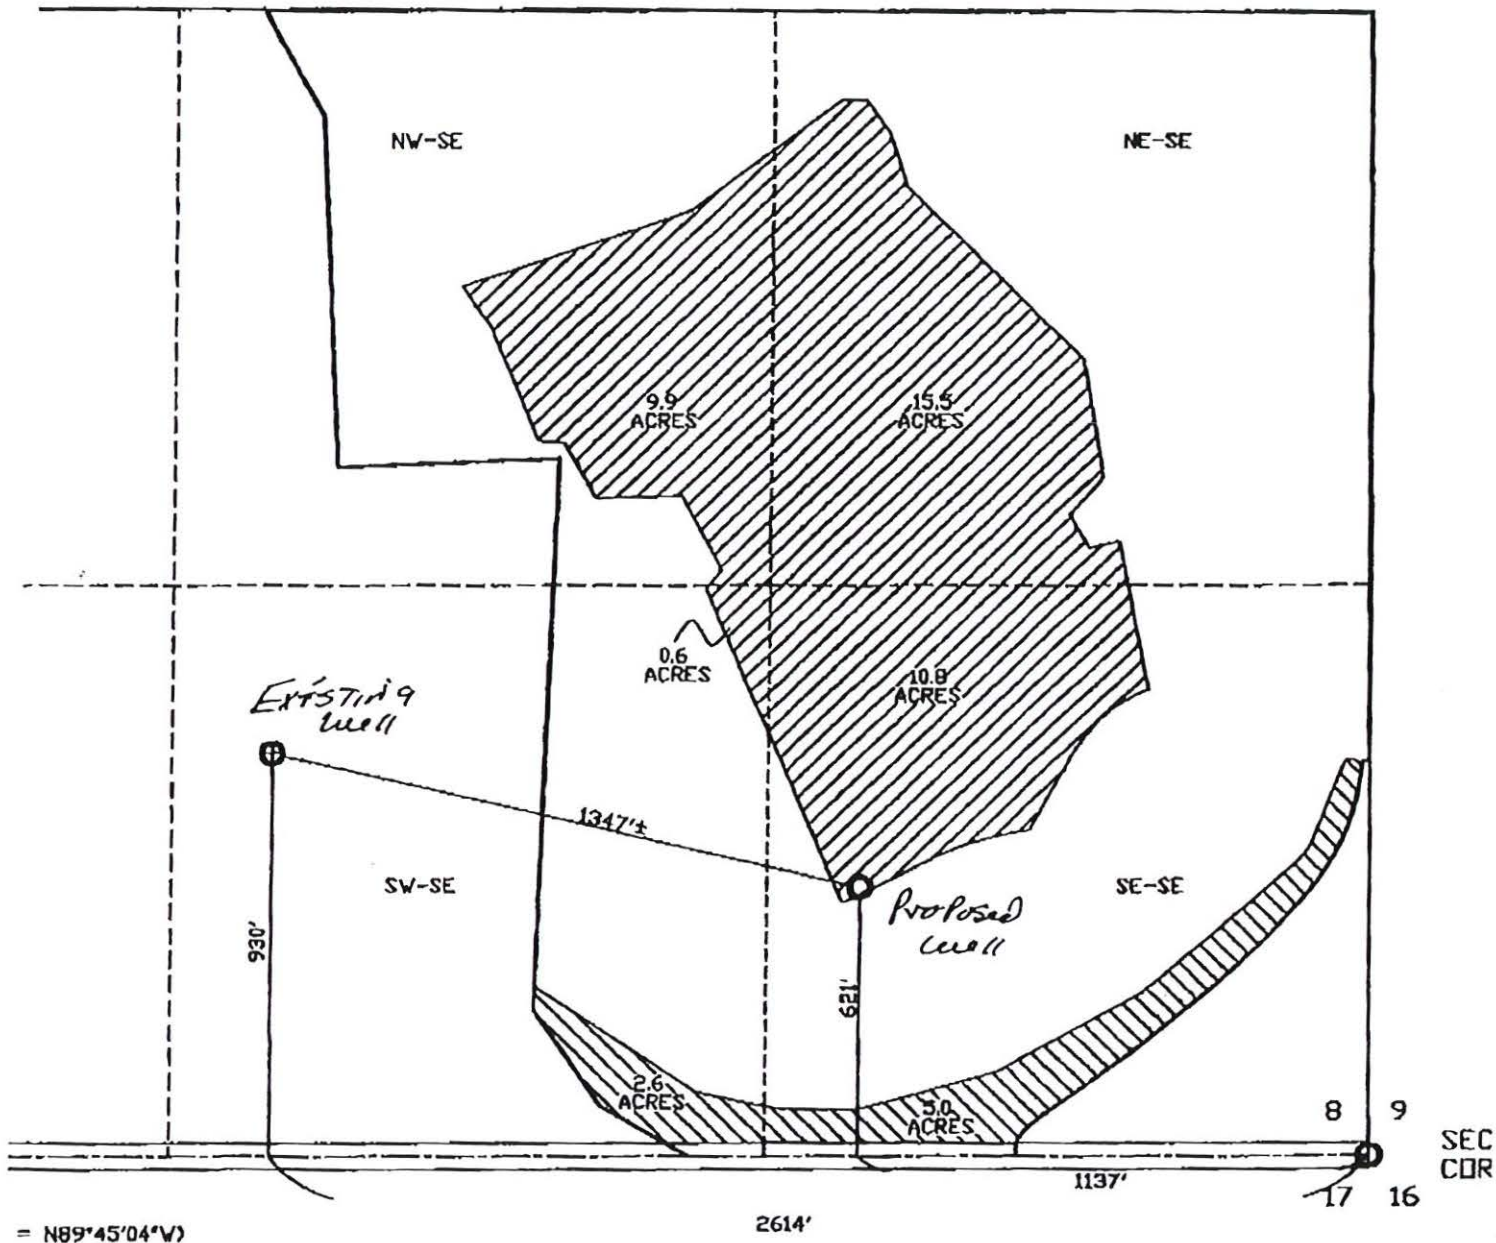 NW-SE
NE-SE
9.9
ACRES
15.5
ACRES
0.6
ACRES
10.8
ACRES
Existing
well
1347'±
SW-SE
SE-SE
Proposed
well
930'
621'
2.6
ACRES
5.0
ACRES
8
9
SEC
COR
1137'
17
16
2614'
= N89°45'04"W)